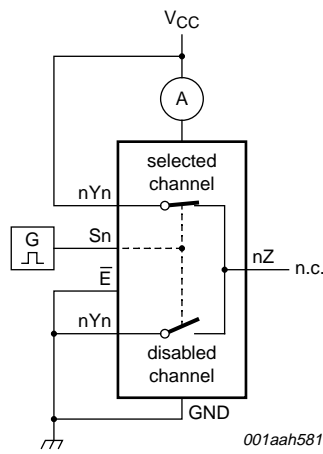 VCC
A
selected
channel
nYn
G
Sn
nZ
n.c.
E̅
nYn
disabled
channel
GND
001aah581